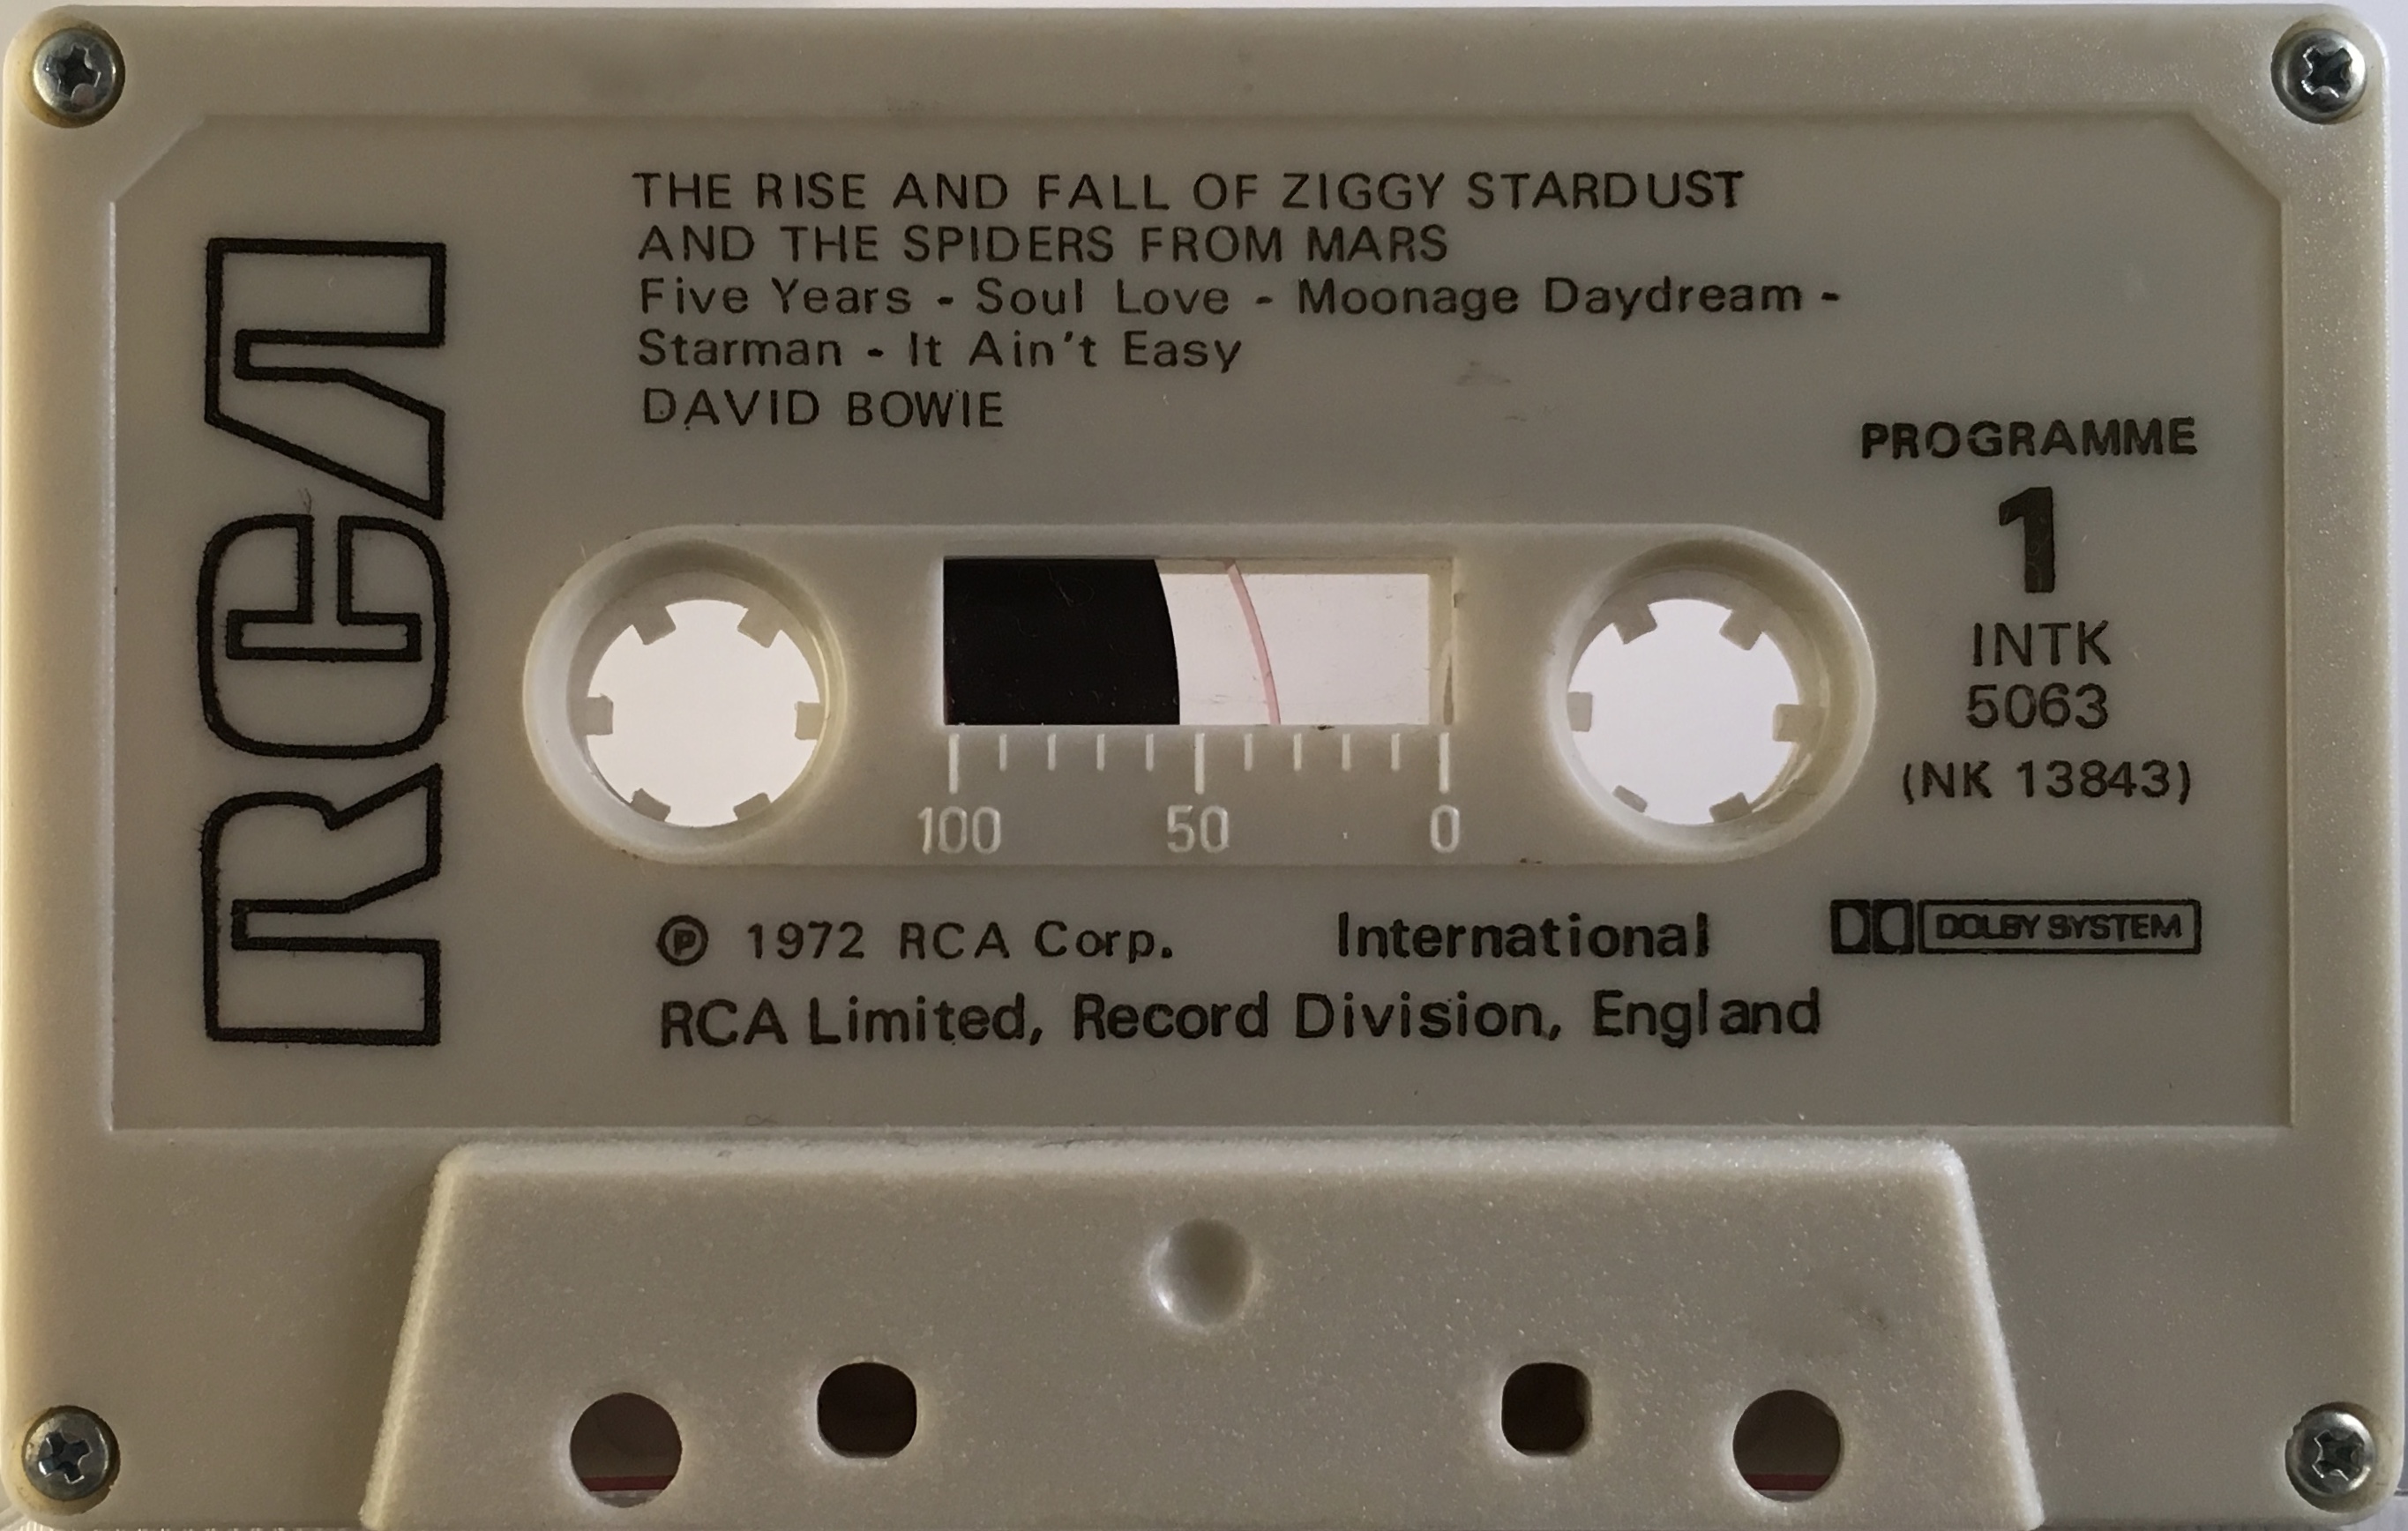 RCA
THE RISE AND FALL OF ZIGGY STARDUST
AND THE SPIDERS FROM MARS
Five Years - Soul Love - Moonage Daydream -
Starman - It Ain't Easy
DAVID BOWIE
PROGRAMME
1
INTK
5063
(NK 13843)
100 50 0
℗ 1972 RCA Corp. International
DOLBY SYSTEM
RCA Limited, Record Division, England